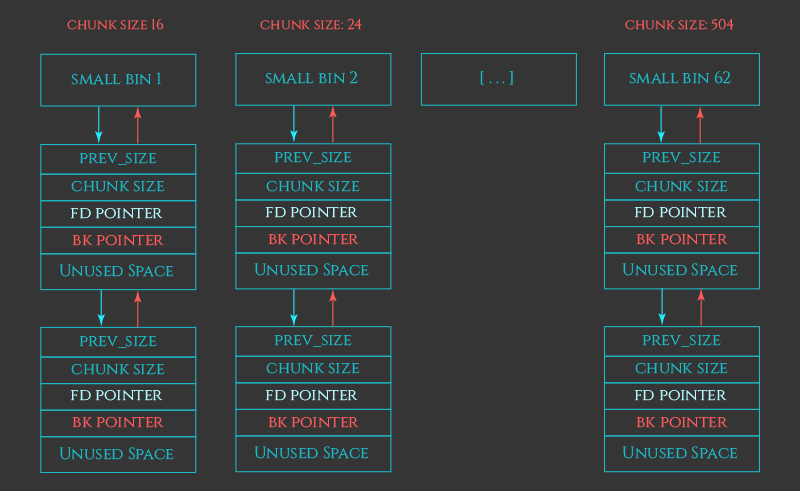 CHUNK SIZE 16
CHUNK SIZE: 24
CHUNK SIZE: 504
SMALL BIN 1
SMALL BIN 2
[ . . . ]
SMALL BIN 62
PREV_SIZE
CHUNK SIZE
FD POINTER
BK POINTER
UNUSED SPACE
PREV_SIZE
CHUNK SIZE
FD POINTER
BK POINTER
UNUSED SPACE
PREV_SIZE
CHUNK SIZE
FD POINTER
BK POINTER
UNUSED SPACE
PREV_SIZE
CHUNK SIZE
FD POINTER
BK POINTER
UNUSED SPACE
PREV_SIZE
CHUNK SIZE
FD POINTER
BK POINTER
UNUSED SPACE
PREV_SIZE
CHUNK SIZE
FD POINTER
BK POINTER
UNUSED SPACE